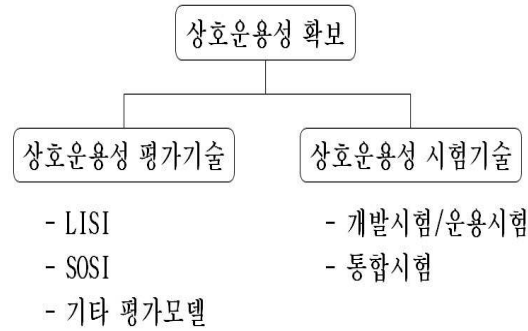 상호운용성 확보
상호운용성 평가기술
- LISI
- SOSI
- 기타 평가모델
상호운용성 시험기술
- 개발시험/운용시험
- 통합시험